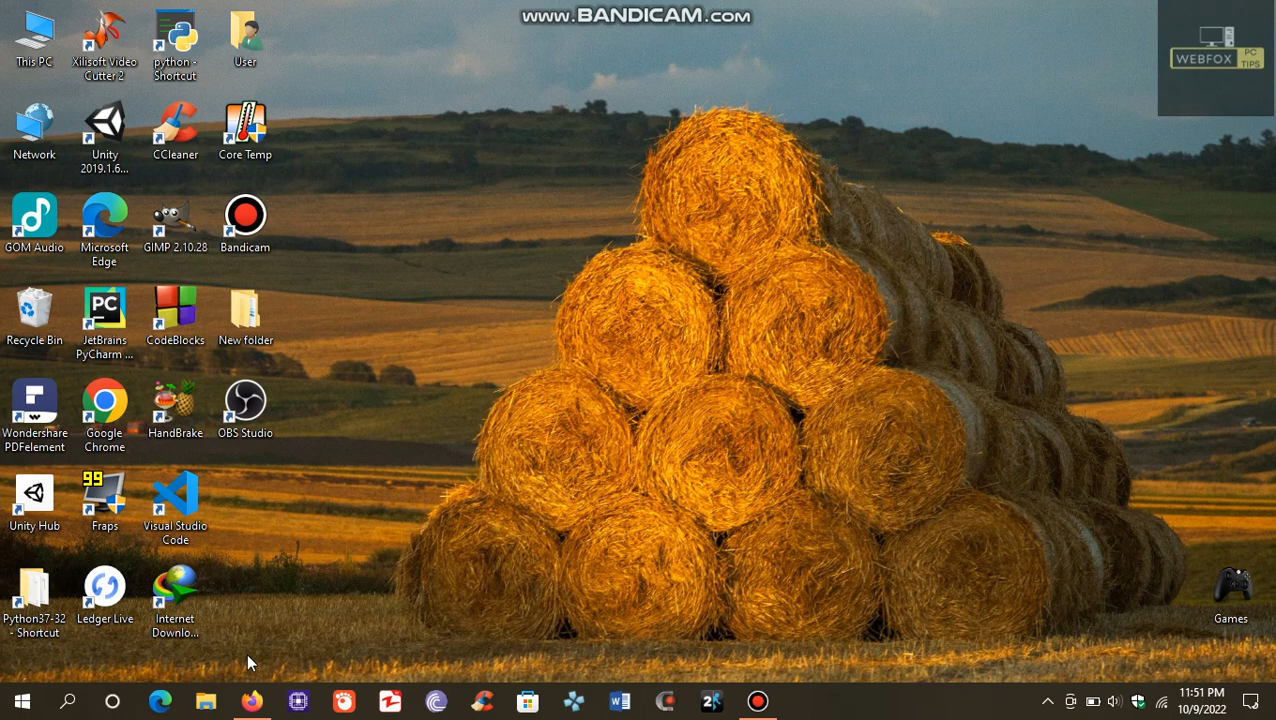 www.BANDICAM.com
WEBFOX
PC
TIPS
This PC
Xilisoft Video
Cutter 2
python -
Shortcut
User
Network
Unity
2019.1.6...
CCleaner
Core Temp
GOM Audio
Microsoft
Edge
GIMP 2.10.28
Bandicam
Recycle Bin
PC
JetBrains
PyCharm ...
CodeBlocks
New folder
Wondershare
PDFelement
Google
Chrome
HandBrake
OBS Studio
Unity Hub
99
Fraps
Visual Studio
Code
Python37-32
- Shortcut
Ledger Live
Internet
Downlo...
Games
11:51 PM
10/9/2022